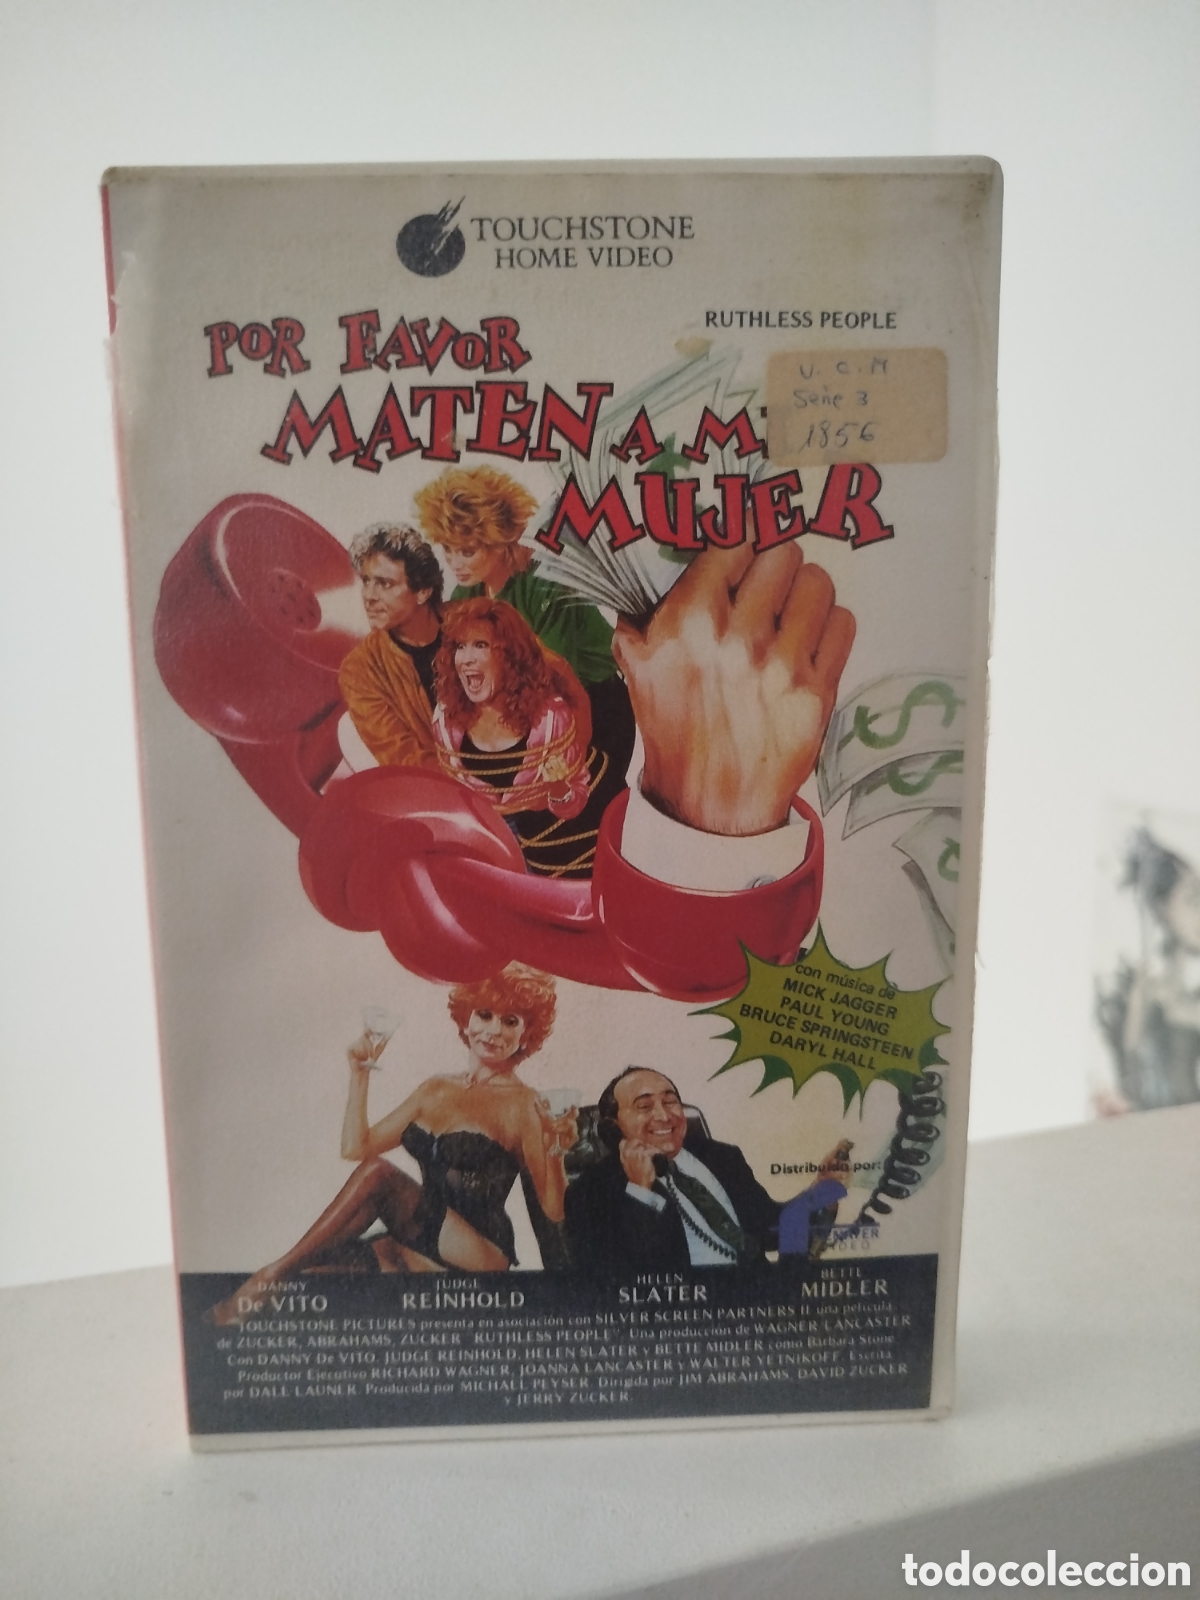 TOUCHSTONE
HOME VIDEO
RUTHLESS PEOPLE
POR FAVOR
MATEN A MI
MUJER
U.C.M
Serie 3
1856
con música de
MICK JAGGER
PAUL YOUNG
BRUCE SPRINGSTEEN
DARYL HALL
Distribuida por:
VIDEO
DANNY De VITO
JUDGE REINHOLD
HELEN SLATER
BETTE MIDLER
TOUCHSTONE PICTURES presenta en asociación con SILVER SCREEN PARTNERS II una película
de ZUCKER, ABRAHAMS, ZUCKER "RUTHLESS PEOPLE". Una producción de WAGNER LANCASTER
Con DANNY De VITO, JUDGE REINHOLD, HELEN SLATER y BETTE MIDLER como Barbara Stone.
Productor Ejecutivo RICHARD WAGNER, JOANNA LANCASTER y WALTER YETNIKOFF. Escrita
por DALE LAUNER. Producida por MICHAEL PEYSER. Dirigida por JIM ABRAHAMS, DAVID ZUCKER
y JERRY ZUCKER.
todocoleccion